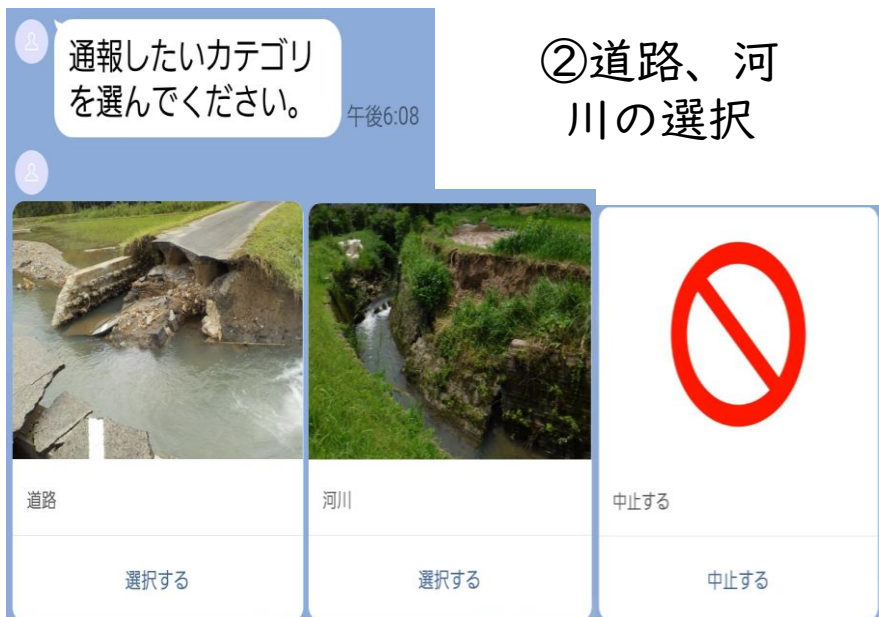 通報したいカテゴリ
を選んでください。
午後6:08
②道路、河
川の選択
道路
選択する
河川
選択する
中止する
中止する